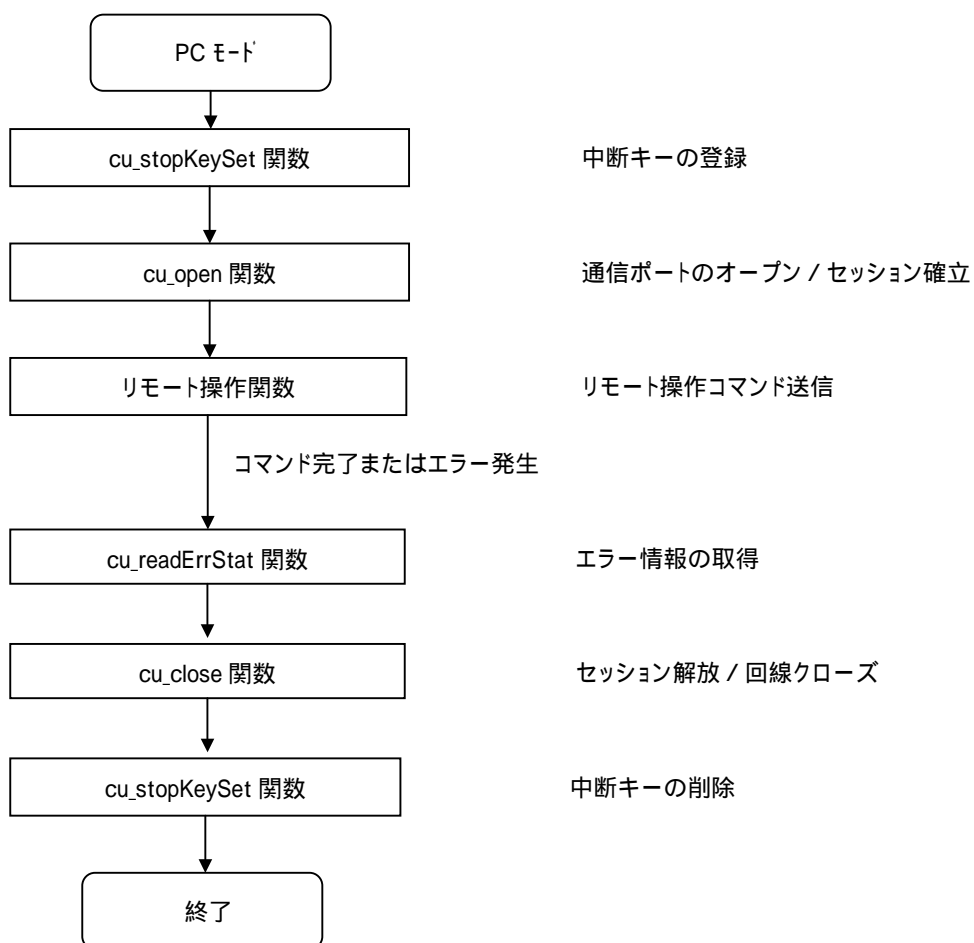 PC ﾓｰﾄﾞ
cu_stopKeySet 関数
中断キーの登録
cu_open 関数
通信ポートのオープン / セッション確立
リモート操作関数
リモート操作コマンド送信
コマンド完了またはエラー発生
cu_readErrStat 関数
エラー情報の取得
cu_close 関数
セッション解放 / 回線クローズ
cu_stopKeySet 関数
中断キーの削除
終了